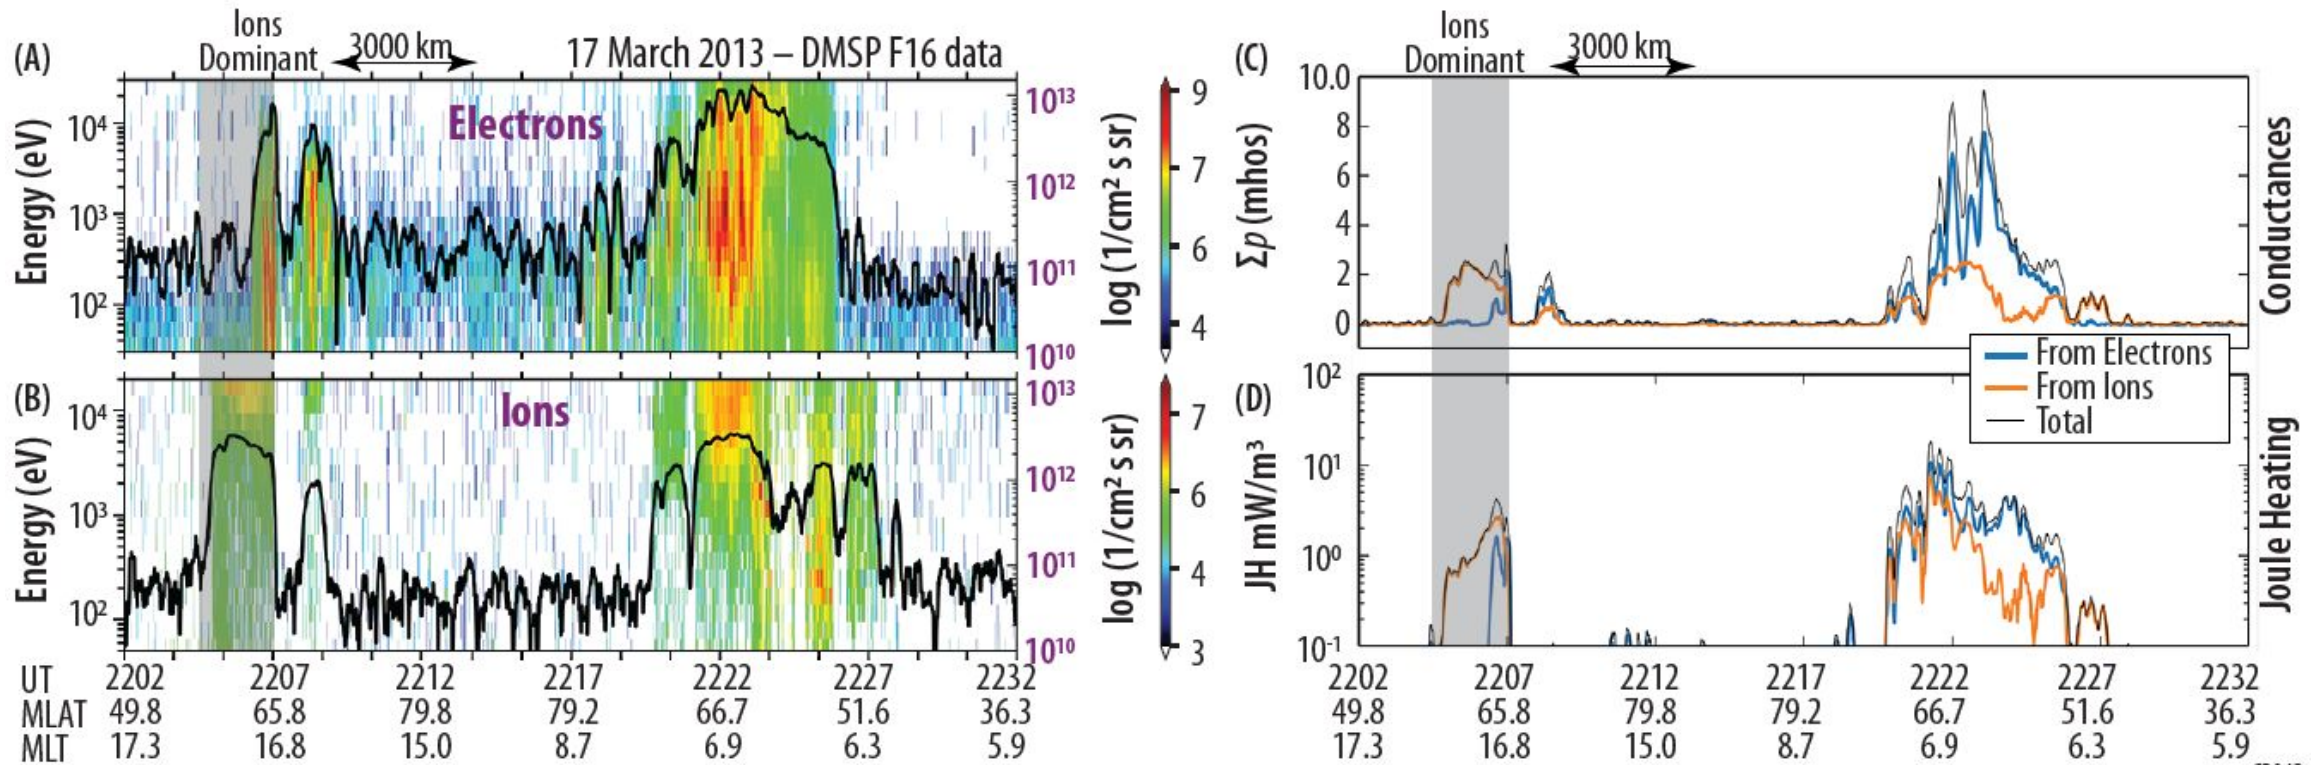 Ions
Dominant
3000 km
17 March 2013 – DMSP F16 data
(A)
Electrons
Energy (eV)
10⁴
10³
10²
10¹³
10¹²
10¹¹
10¹⁰
log (1/cm² s sr)
9
7
6
4
(B)
Ions
Energy (eV)
10⁴
10³
10²
10¹³
10¹²
10¹¹
10¹⁰
log (1/cm² s sr)
7
6
4
3
UT 2202 2207 2212 2217 2222 2227 2232
MLAT 49.8 65.8 79.8 79.2 66.7 51.6 36.3
MLT 17.3 16.8 15.0 8.7 6.9 6.3 5.9
Ions
Dominant
3000 km
(C)
Σp (mhos)
10.0
8
6
4
2
0
Conductances
From Electrons
From Ions
Total
(D)
JH mW/m³
10²
10¹
10⁰
10⁻¹
Joule Heating
2202 2207 2212 2217 2222 2227 2232
49.8 65.8 79.8 79.2 66.7 51.6 36.3
17.3 16.8 15.0 8.7 6.9 6.3 5.9